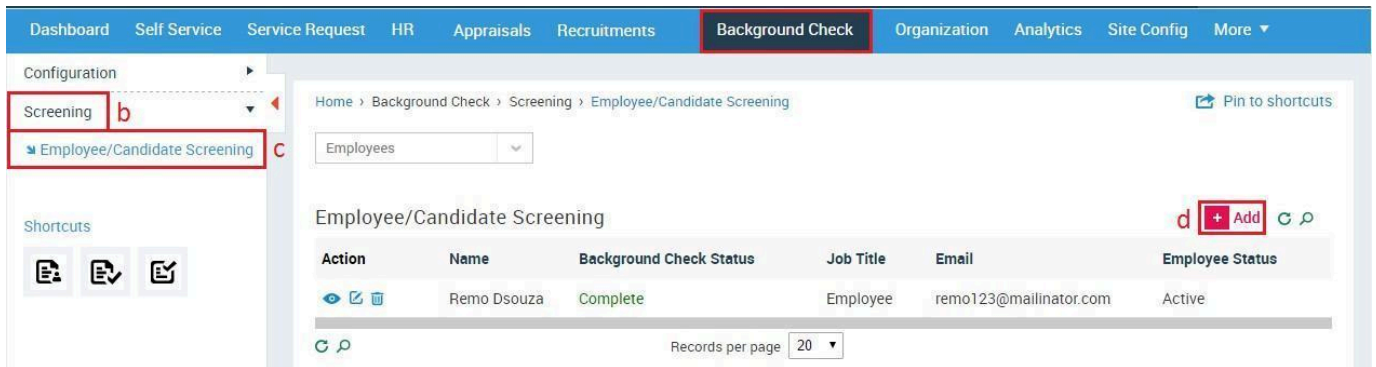 Dashboard Self Service Service Request HR Appraisals Recruitments Background Check Organization Analytics Site Config More ▼
Configuration
Screening b
Employee/Candidate Screening c
Shortcuts
Home › Background Check › Screening › Employee/Candidate Screening
Pin to shortcuts
Employees
Employee/Candidate Screening
d + Add
Action Name Background Check Status Job Title Email Employee Status
Remo Dsouza Complete Employee remo123@mailinator.com Active
Records per page 20 ▼